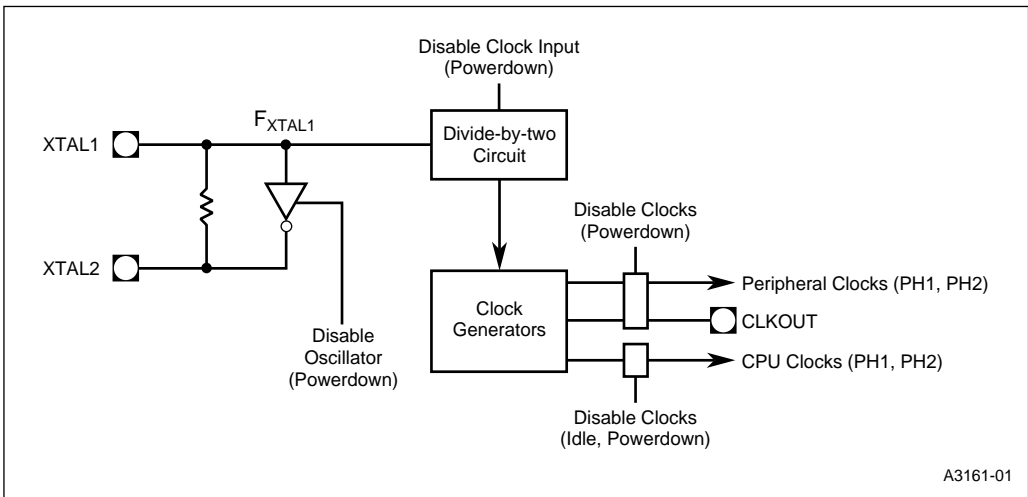 Disable Clock Input
(Powerdown)
XTAL1
FXTAL1
Divide-by-two
Circuit
XTAL2
Disable Clocks
(Powerdown)
Clock
Generators
Peripheral Clocks (PH1, PH2)
CLKOUT
CPU Clocks (PH1, PH2)
Disable
Oscillator
(Powerdown)
Disable Clocks
(Idle, Powerdown)
A3161-01